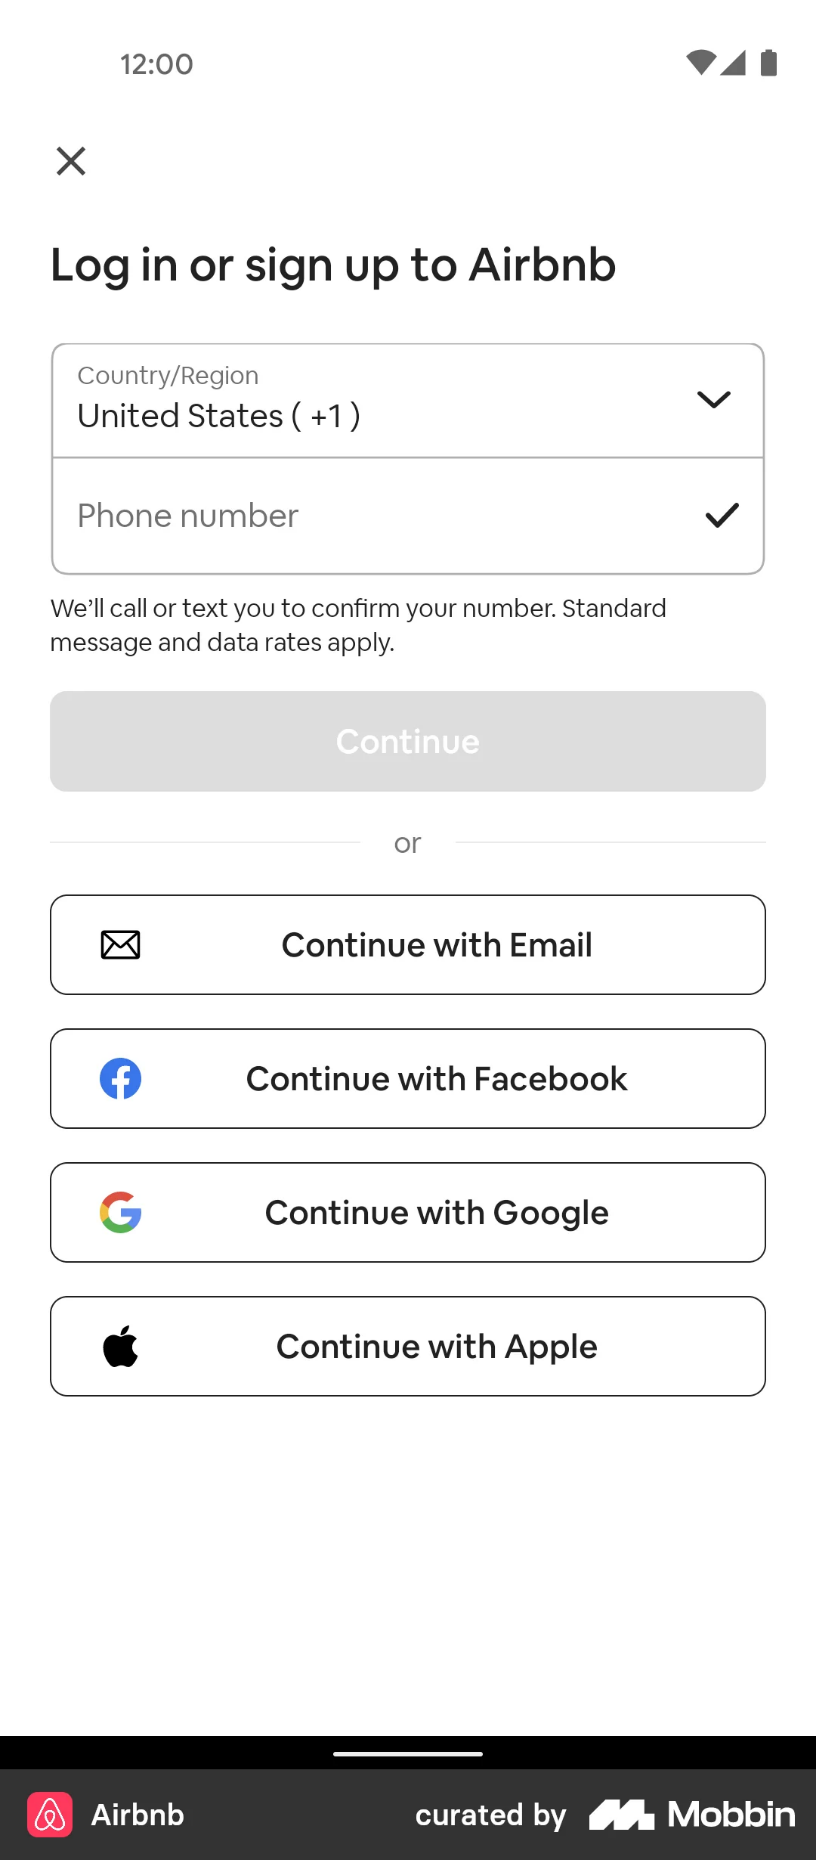 12:00
Log in or sign up to Airbnb
Country/Region
United States ( +1 )
Phone number
We’ll call or text you to confirm your number. Standard
message and data rates apply.
Continue
or
Continue with Email
Continue with Facebook
Continue with Google
Continue with Apple
Airbnb
curated by Mobbin